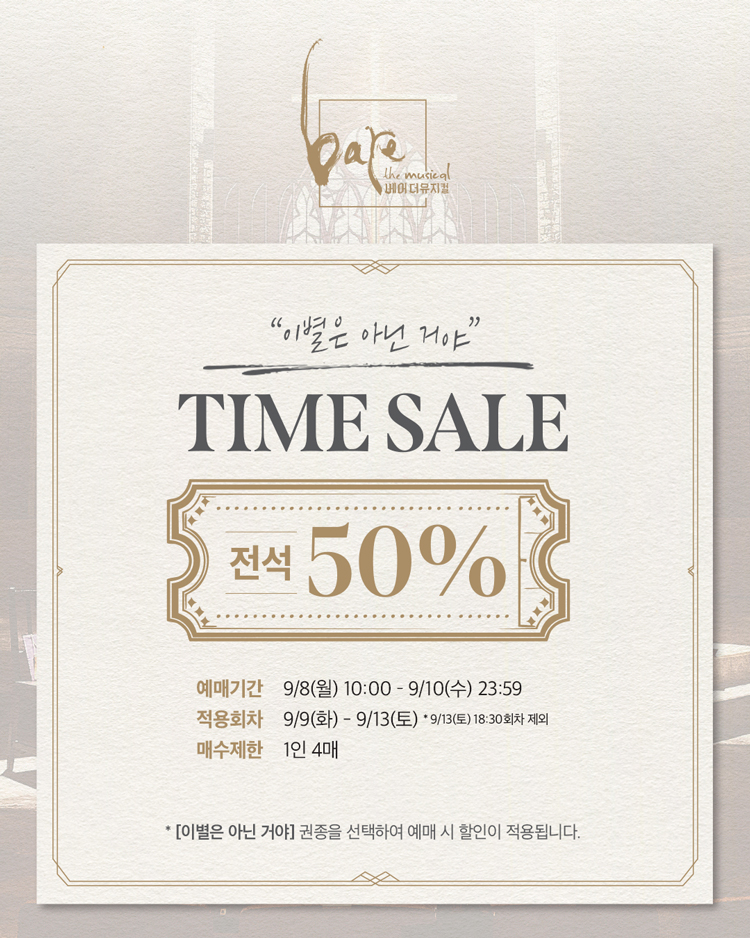 bare
the musical
베어 더 뮤지컬
“이별은 아닌 거야”
TIME SALE
전석 50%
예매기간 9/8(월) 10:00 - 9/10(수) 23:59
적용회차 9/9(화) - 9/13(토) * 9/13(토) 18:30회차 제외
매수제한 1인 4매
* [이별은 아닌 거야] 권종을 선택하여 예매 시 할인이 적용됩니다.